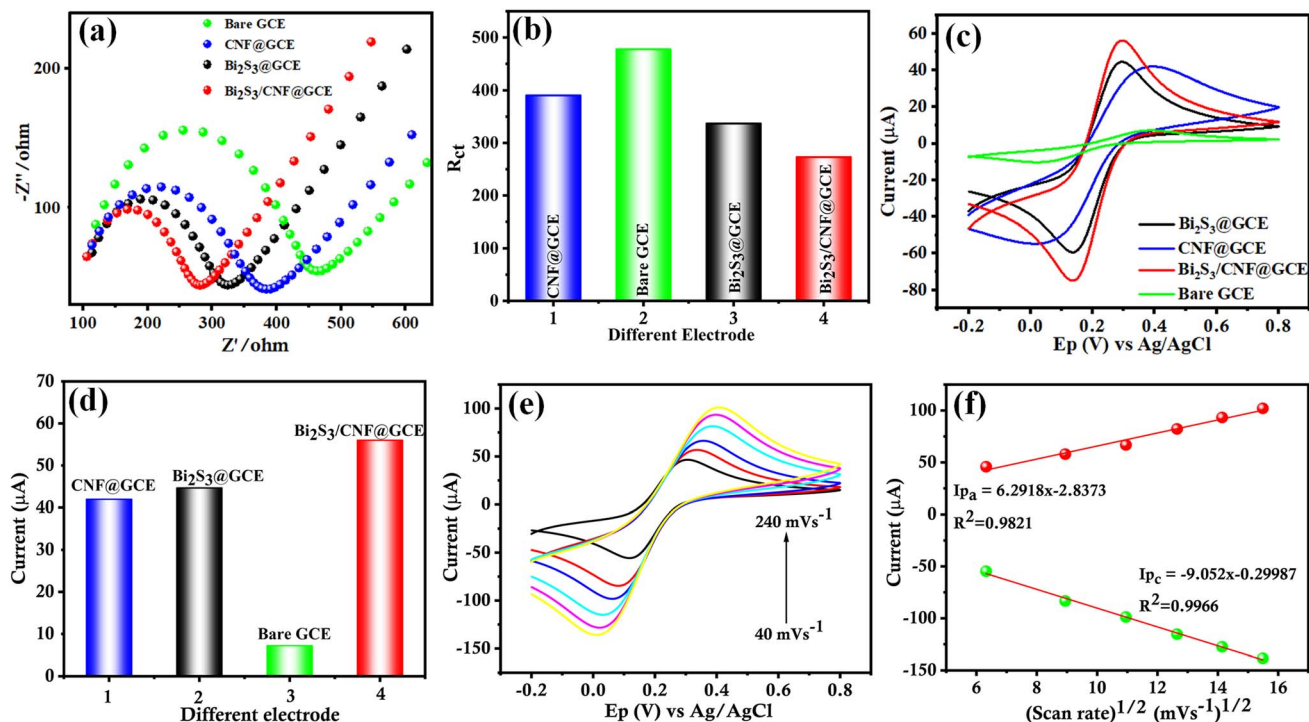 (a)
Bare GCE
CNF@GCE
Bi₂S₃@GCE
Bi₂S₃/CNF@GCE
-Z''/ohm
200
100
100 200 300 400 500 600
Z'/ohm
(b)
Rct
500
400
300
200
100
0
CNF@GCE
Bare GCE
Bi₂S₃@GCE
Bi₂S₃/CNF@GCE
1 2 3 4
Different Electrode
(c)
Current (μA)
60
40
20
0
-20
-40
-60
-80
Bi₂S₃@GCE
CNF@GCE
Bi₂S₃/CNF@GCE
Bare GCE
-0.2 0.0 0.2 0.4 0.6 0.8
Ep (V) vs Ag/AgCl
(d)
Current (μA)
70
60
50
40
30
20
10
0
CNF@GCE
Bi₂S₃@GCE
Bare GCE
Bi₂S₃/CNF@GCE
1 2 3 4
Different electrode
(e)
Current (μA)
100
50
0
-50
-100
-150
240 mVs⁻¹
40 mVs⁻¹
-0.2 0.0 0.2 0.4 0.6 0.8
Ep (V) vs Ag/AgCl
(f)
Current (μA)
100
50
0
-50
-100
-150
Ipₐ = 6.2918x-2.8373
R²=0.9821
Ip꜀ = -9.052x-0.29987
R²=0.9966
6 8 10 12 14 16
(Scan rate)¹/² (mVs⁻¹)¹/²